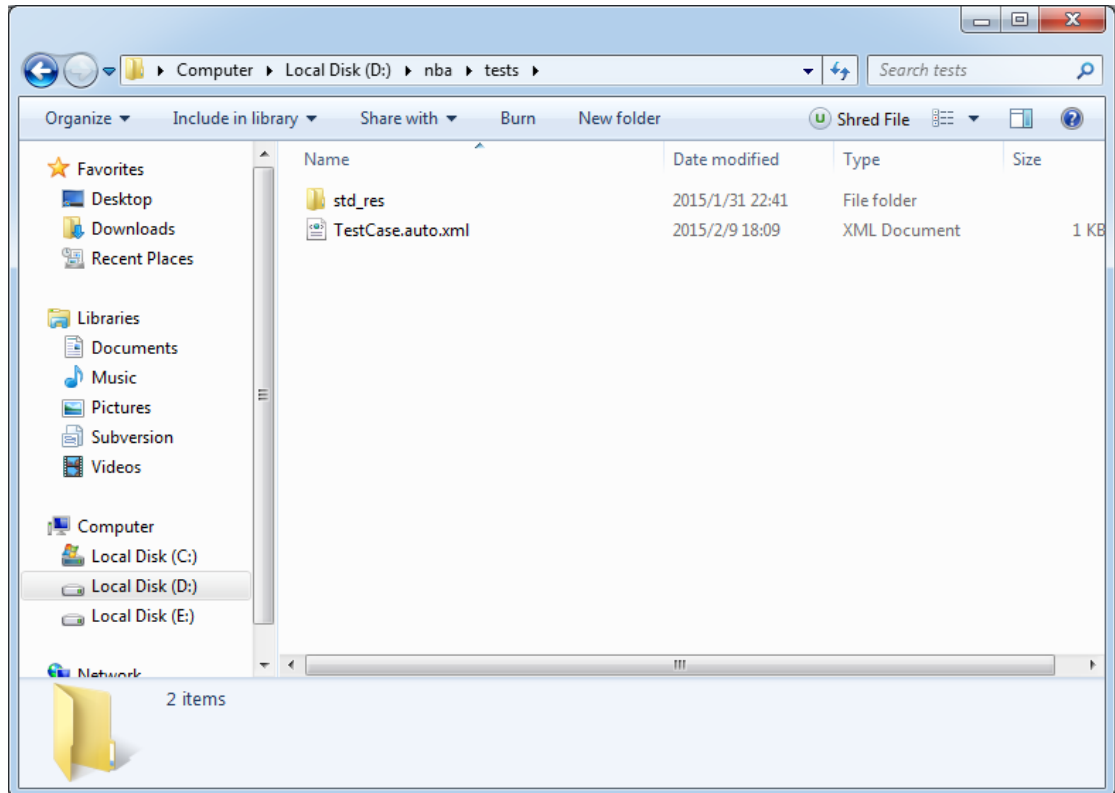 Computer Local Disk (D:) nba tests
Search tests
Organize Include in library Share with Burn New folder Shred File
Favorites
Desktop
Downloads
Recent Places
Libraries
Documents
Music
Pictures
Subversion
Videos
Computer
Local Disk (C:)
Local Disk (D:)
Local Disk (E:)
Network
Name Date modified Type Size
std_res 2015/1/31 22:41 File folder
TestCase.auto.xml 2015/2/9 18:09 XML Document 1 KB
2 items